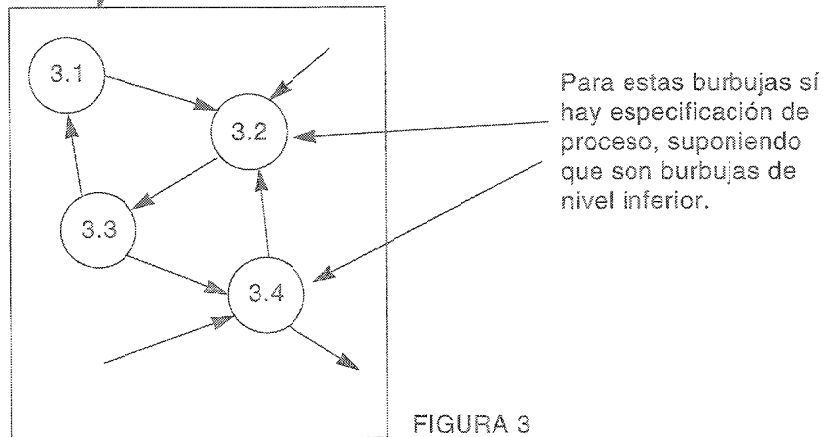 3.1
3.2
3.3
3.4
Para estas burbujas sí
hay especificación de
proceso, suponiendo
que son burbujas de
nivel inferior.
FIGURA 3